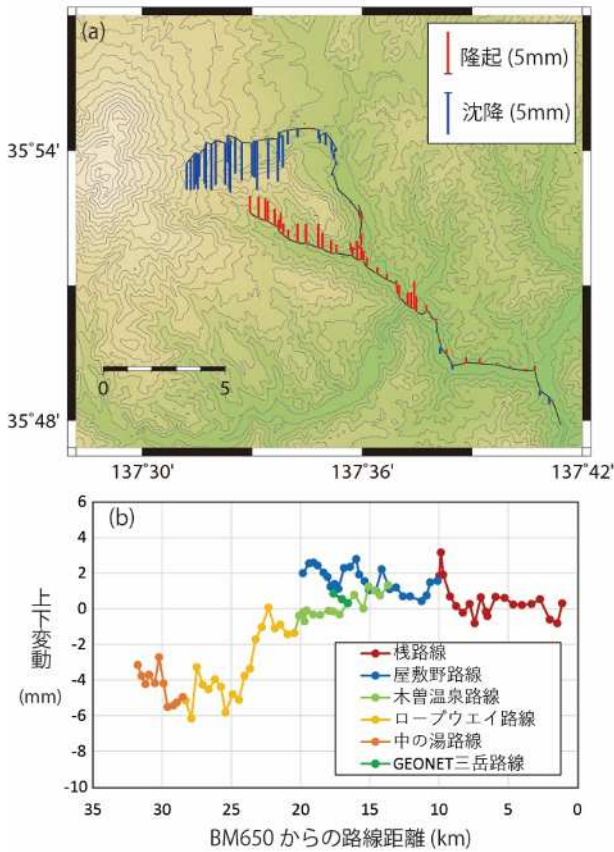 (a)
隆起 (5mm)
沈降 (5mm)
35°54'
0 5
35°48'
137°30' 137°36' 137°42'
(b)
6
4
2
0
-2
-4
-6
-8
-10
上下変動
(mm)
桟路線
屋敷野路線
木曽温泉路線
ロープウエイ路線
中の湯路線
GEONET三岳路線
35 30 25 20 15 10 5 0
BM650 からの路線距離 (km)